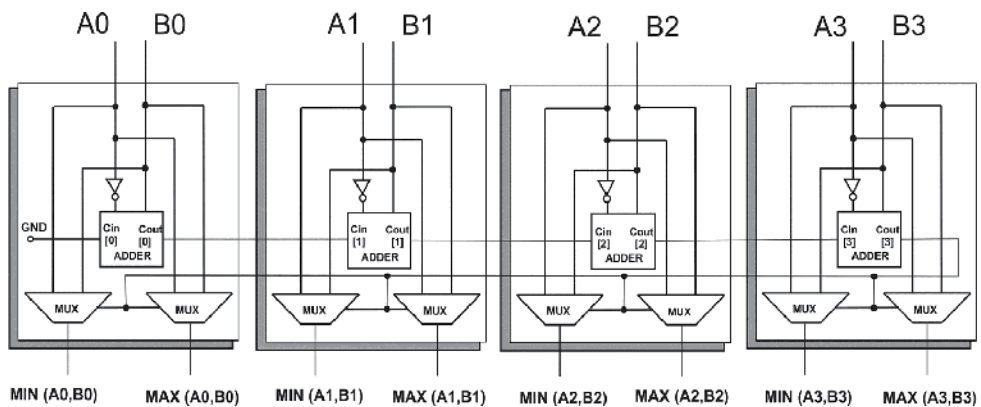 A0 B0 A1 B1 A2 B2 A3 B3
GND
Cin Cout
[0] [0]
ADDER
Cin Cout
[1] [1]
ADDER
Cin Cout
[2] [2]
ADDER
Cin Cout
[3] [3]
ADDER
MUX MUX MUX MUX MUX MUX MUX MUX
MIN (A0,B0) MAX (A0,B0) MIN (A1,B1) MAX (A1,B1) MIN (A2,B2) MAX (A2,B2) MIN (A3,B3) MAX (A3,B3)